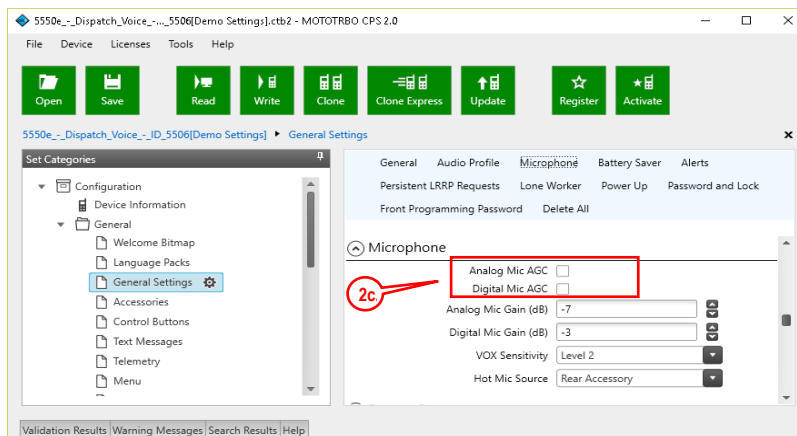 5550e_-_Dispatch_Voice_-..._5506[Demo Settings].ctb2 - MOTOTRBO CPS 2.0
File Device Licenses Tools Help
Open Save Read Write Clone Clone Express Update Register Activate
5550e_-_Dispatch_Voice_-_ID_5506[Demo Settings] General Settings
Set Categories
Configuration
Device Information
General
Welcome Bitmap
Language Packs
General Settings
Accessories
Control Buttons
Text Messages
Telemetry
Menu
General Audio Profile Microphone Battery Saver Alerts
Persistent LRRP Requests Lone Worker Power Up Password and Lock
Front Programming Password Delete All
Microphone
Analog Mic AGC
Digital Mic AGC
2c.
Analog Mic Gain (dB) -7
Digital Mic Gain (dB) -3
VOX Sensitivity Level 2
Hot Mic Source Rear Accessory
Validation Results Warning Messages Search Results Help